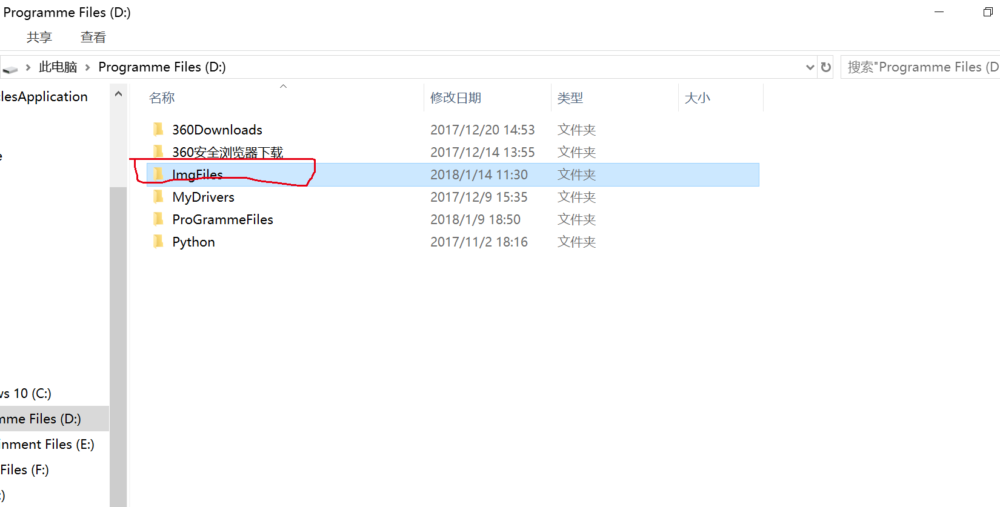 Programme Files (D:)
共享 查看
此电脑 Programme Files (D:) 搜索"Programme Files (D
lesApplication
名称 修改日期 类型 大小
360Downloads 2017/12/20 14:53 文件夹
360安全浏览器下载 2017/12/14 13:55 文件夹
e
ImgFiles 2018/1/14 11:30 文件夹
MyDrivers 2017/12/9 15:35 文件夹
ProGrammeFiles 2018/1/9 18:50 文件夹
Python 2017/11/2 18:16 文件夹
ws 10 (C:)
mme Files (D:)
inment Files (E:)
Files (F:)
:)